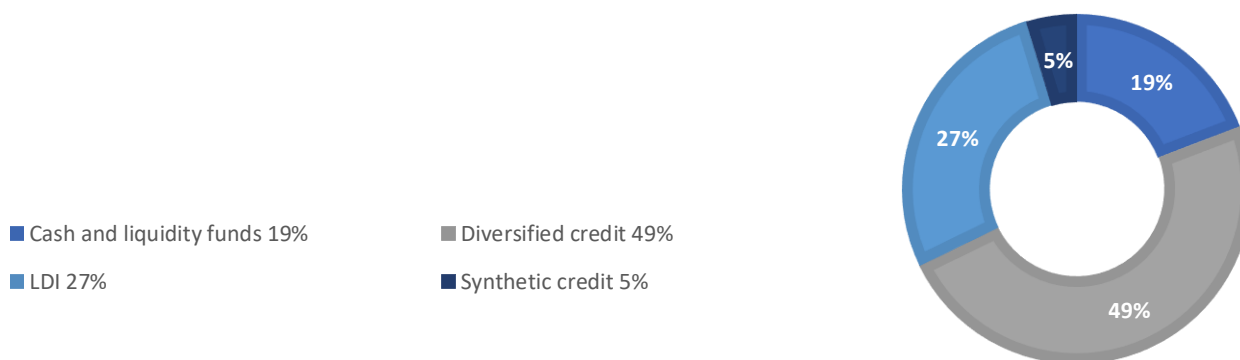 5%
19%
27%
Cash and liquidity funds 19%
Diversified credit 49%
LDI 27%
Synthetic credit 5%
49%